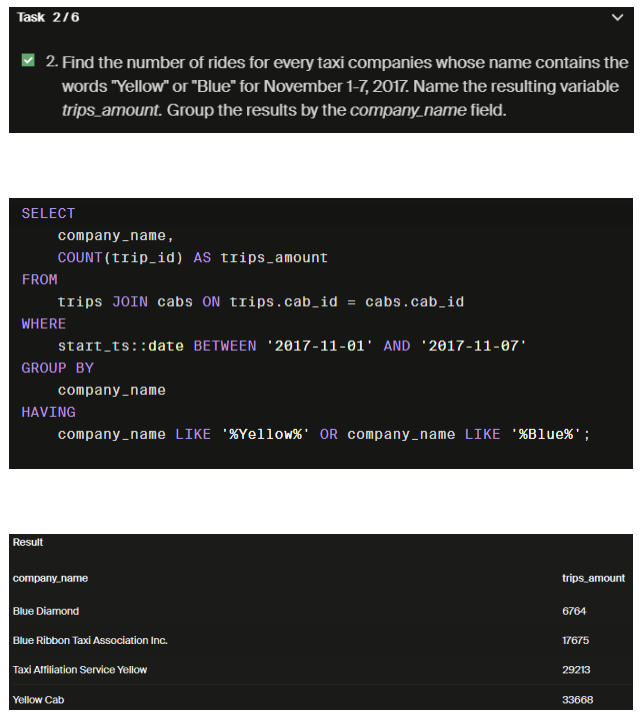 Task 2/6
2. Find the number of rides for every taxi companies whose name contains the
words "Yellow" or "Blue" for November 1-7, 2017. Name the resulting variable
trips_amount. Group the results by the company_name field.
SELECT
    company_name,
    COUNT(trip_id) AS trips_amount
FROM
    trips JOIN cabs ON trips.cab_id = cabs.cab_id
WHERE
    start_ts::date BETWEEN '2017-11-01' AND '2017-11-07'
GROUP BY
    company_name
HAVING
    company_name LIKE '%Yellow%' OR company_name LIKE '%Blue%';
Result
company_name trips_amount
Blue Diamond 6764
Blue Ribbon Taxi Association Inc. 17675
Taxi Affiliation Service Yellow 29213
Yellow Cab 33668